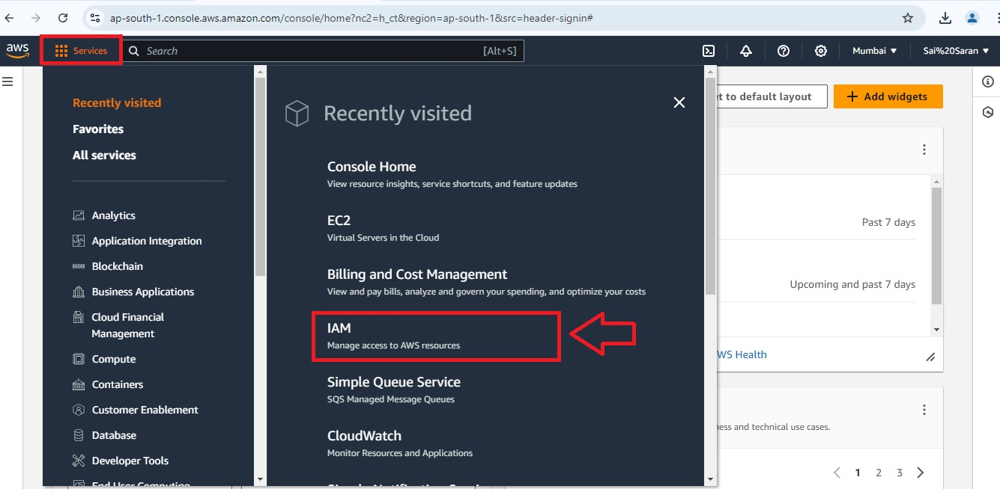 ap-south-1.console.aws.amazon.com/console/home?nc2=h_ct&region=ap-south-1&src=header-signin#
aws
Services
Search
[Alt+S]
Mumbai
Sai%20Saran
Recently visited
Favorites
All services
Analytics
Application Integration
Blockchain
Business Applications
Cloud Financial
Management
Compute
Containers
Customer Enablement
Database
Developer Tools
End User Computing
Recently visited
Console Home
View resource insights, service shortcuts, and feature updates
EC2
Virtual Servers in the Cloud
Billing and Cost Management
View and pay bills, analyze and govern your spending, and optimize your costs
IAM
Manage access to AWS resources
Simple Queue Service
SQS Managed Message Queues
CloudWatch
Monitor Resources and Applications
to default layout
Add widgets
Past 7 days
Upcoming and past 7 days
WS Health
ness and technical use cases.
1 2 3